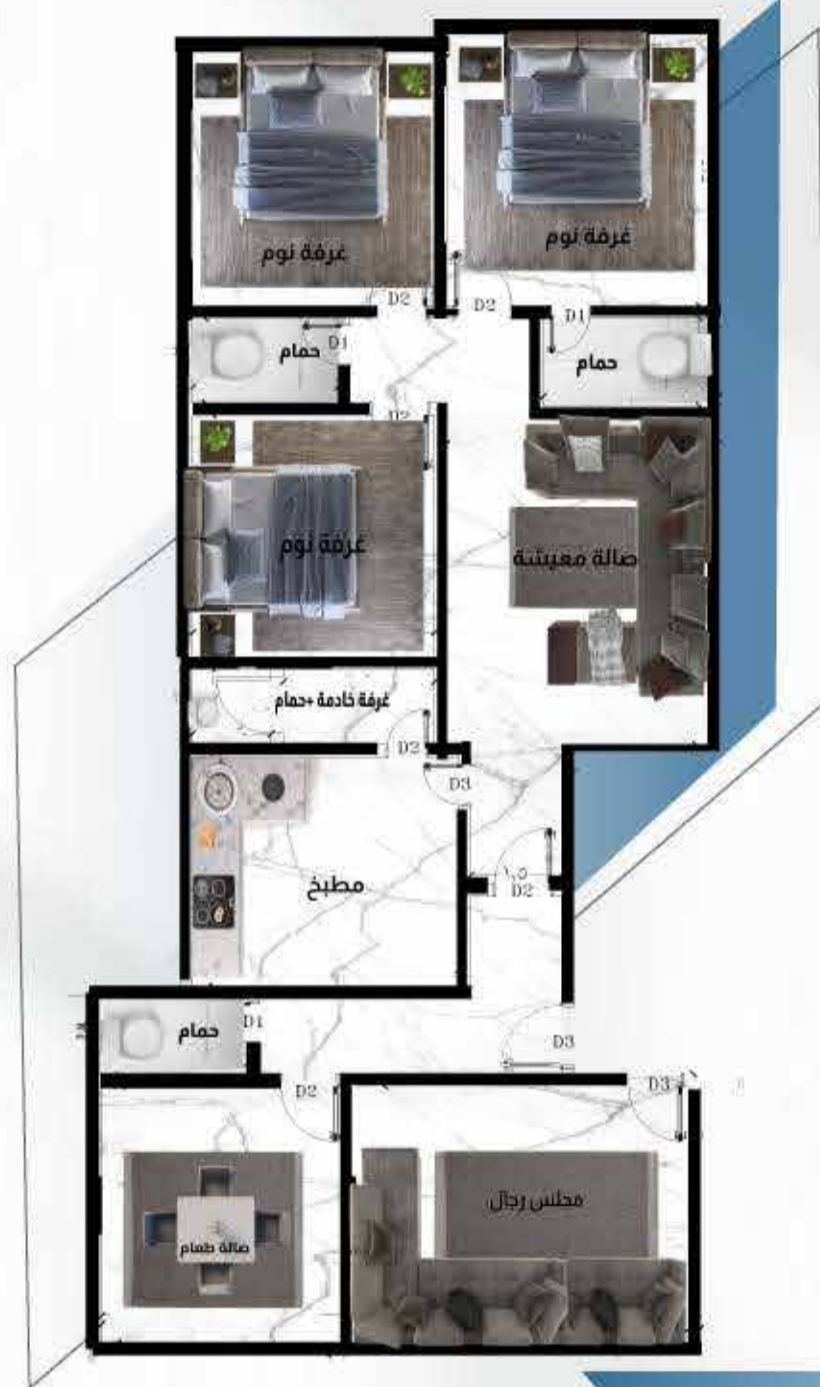 غرفة نوم
غرفة نوم
D2
D2
D1
D1
حمام
حمام
D2
غرفة نوم
صالة معيشة
غرفة خادمة +حمام
D2
D3
مطبخ
D2
حمام
D1
D3
D2
D3
مجلس رجال
صالة طعام